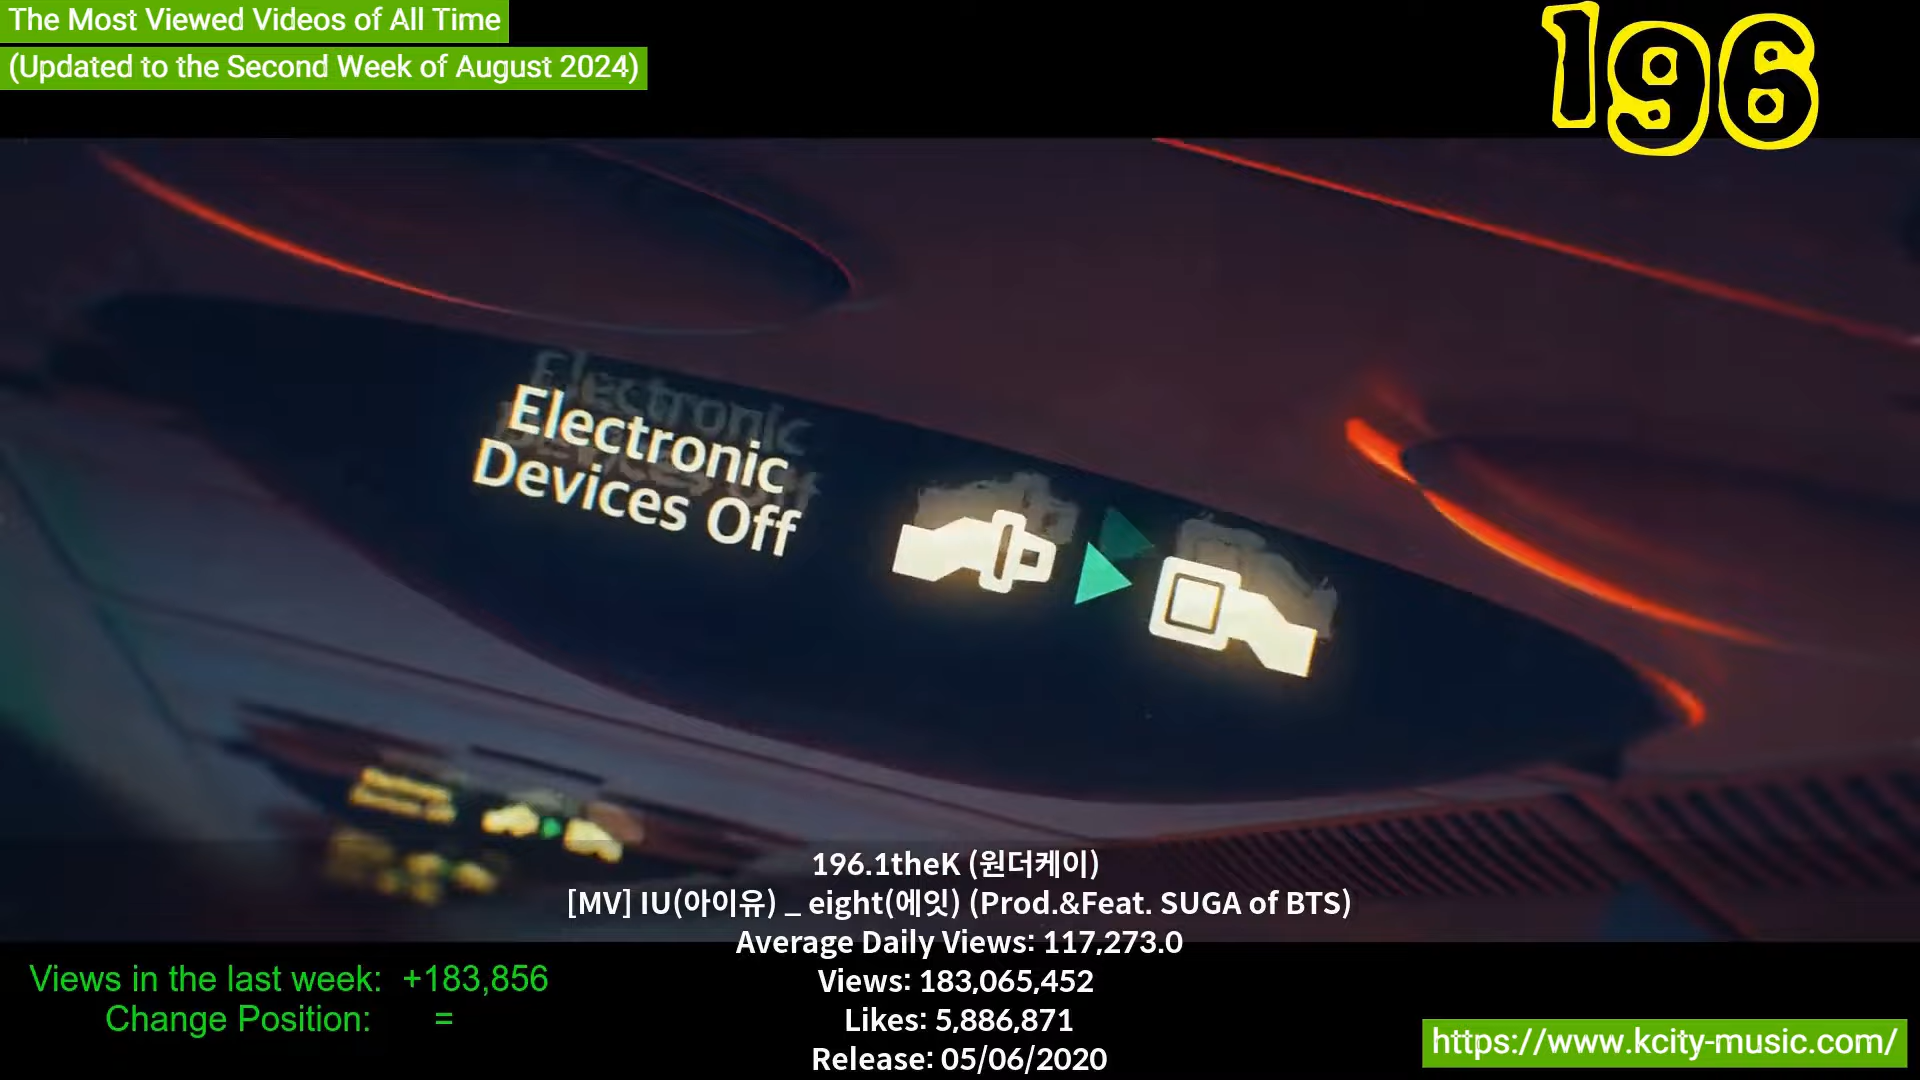 The Most Viewed Videos of All Time
(Updated to the Second Week of August 2024)
196
Electronic
Devices Off
196.1theK (원더케이)
[MV] IU(아이유) _ eight(에잇) (Prod.&Feat. SUGA of BTS)
Average Daily Views: 117,273.0
Views: 183,065,452
Likes: 5,886,871
Release: 05/06/2020
Views in the last week: +183,856
Change Position: =
https://www.kcity-music.com/